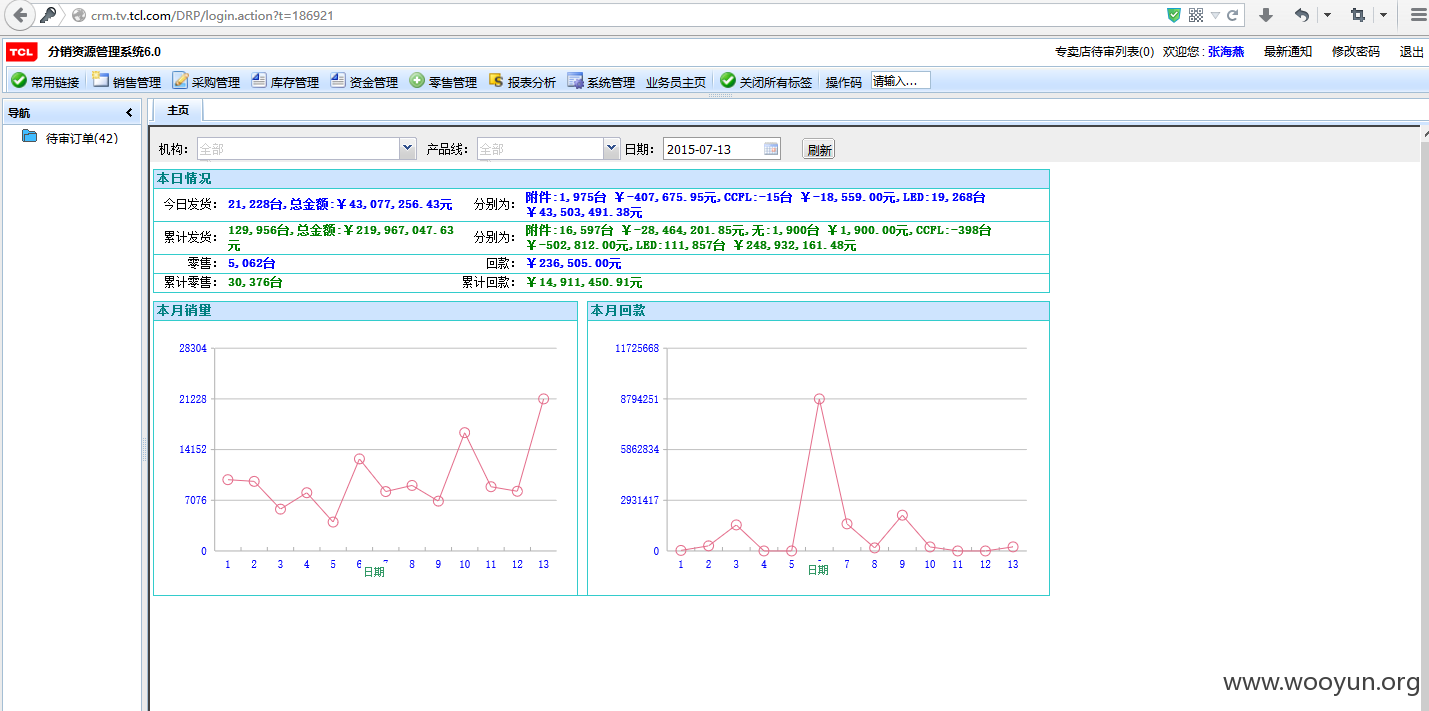 crm.tv.tcl.com/DRP/login.action?t=186921
TCL 分销资源管理系统6.0 专卖店待审列表(0) 欢迎您：张海燕 最新通知 修改密码 退出
常用链接 销售管理 采购管理 库存管理 资金管理 零售管理 报表分析 系统管理 业务员主页 关闭所有标签 操作码 请输入...
导航 主页
待审订单(42)
机构： 全部 产品线： 全部 日期： 2015-07-13 刷新
本日情况
今日发货： 21,228台,总金额:￥43,077,256.43元 分别为： 附件:1,975台 ￥-407,675.95元,CCFL:-15台 ￥-18,559.00元,LED:19,268台
￥43,503,491.38元
累计发货： 129,956台,总金额:￥219,967,047.63
元 分别为： 附件:16,597台 ￥-28,464,201.85元,无:1,900台 ￥1,900.00元,CCFL:-398台
￥-502,812.00元,LED:111,857台 ￥248,932,161.48元
零售： 5,062台 回款： ￥236,505.00元
累计零售： 30,376台 累计回款： ￥14,911,450.91元
本月销量 本月回款
28304 11725668
21228 8794251
14152 5862834
7076 2931417
0 0
1 2 3 4 5 6 7 8 9 10 11 12 13 1 2 3 4 5 7 8 9 10 11 12 13
日期 日期
www.wooyun.org